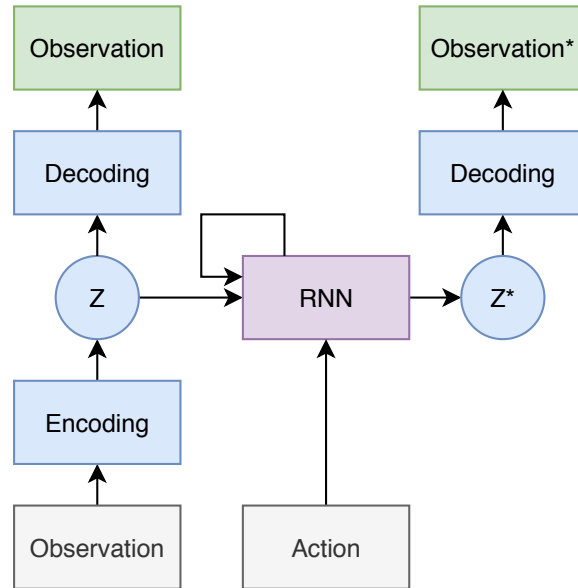 Observation
Observation*
Decoding
Decoding
Z
RNN
Z*
Encoding
Observation
Action